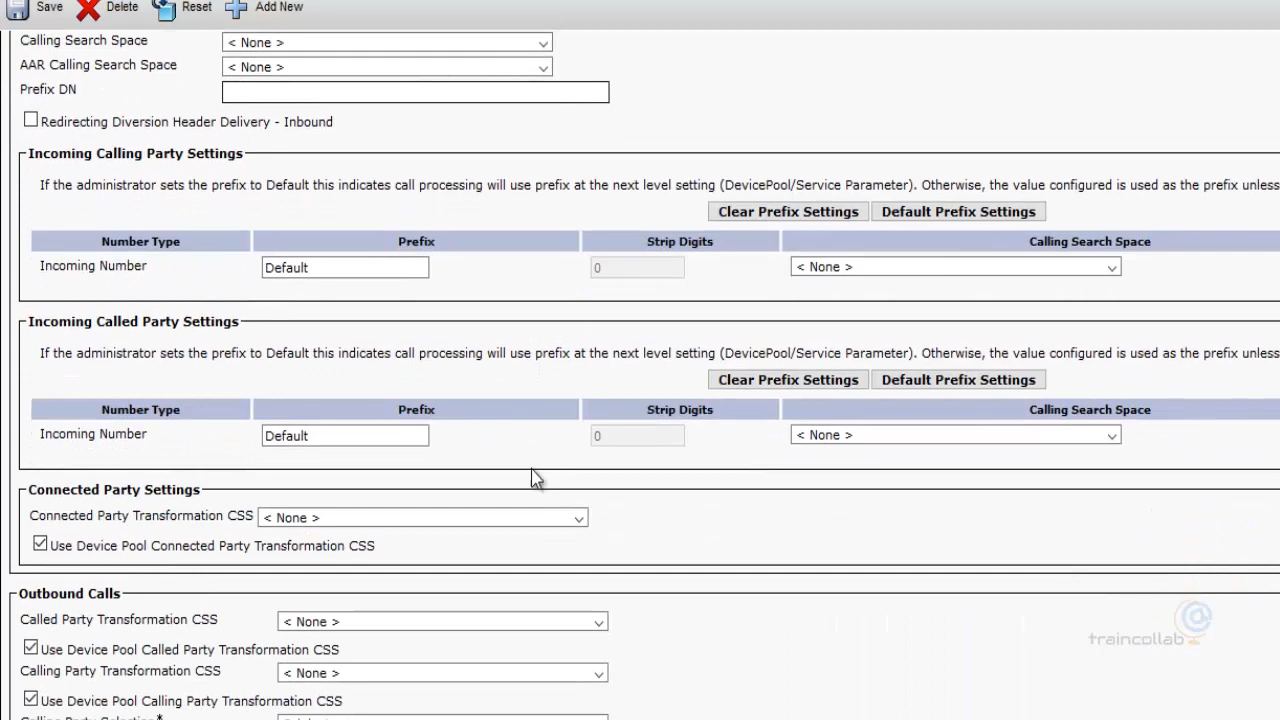 Save Delete Reset Add New
Calling Search Space < None >
AAR Calling Search Space < None >
Prefix DN
Redirecting Diversion Header Delivery - Inbound
Incoming Calling Party Settings
If the administrator sets the prefix to Default this indicates call processing will use prefix at the next level setting (DevicePool/Service Parameter). Otherwise, the value configured is used as the prefix unless
Clear Prefix Settings Default Prefix Settings
Number Type Prefix Strip Digits Calling Search Space
Incoming Number Default 0 < None >
Incoming Called Party Settings
If the administrator sets the prefix to Default this indicates call processing will use prefix at the next level setting (DevicePool/Service Parameter). Otherwise, the value configured is used as the prefix unless
Clear Prefix Settings Default Prefix Settings
Number Type Prefix Strip Digits Calling Search Space
Incoming Number Default 0 < None >
Connected Party Settings
Connected Party Transformation CSS < None >
Use Device Pool Connected Party Transformation CSS
Outbound Calls
Called Party Transformation CSS < None >
Use Device Pool Called Party Transformation CSS
Calling Party Transformation CSS < None >
Use Device Pool Calling Party Transformation CSS
Calling Party Selection*
traincollab